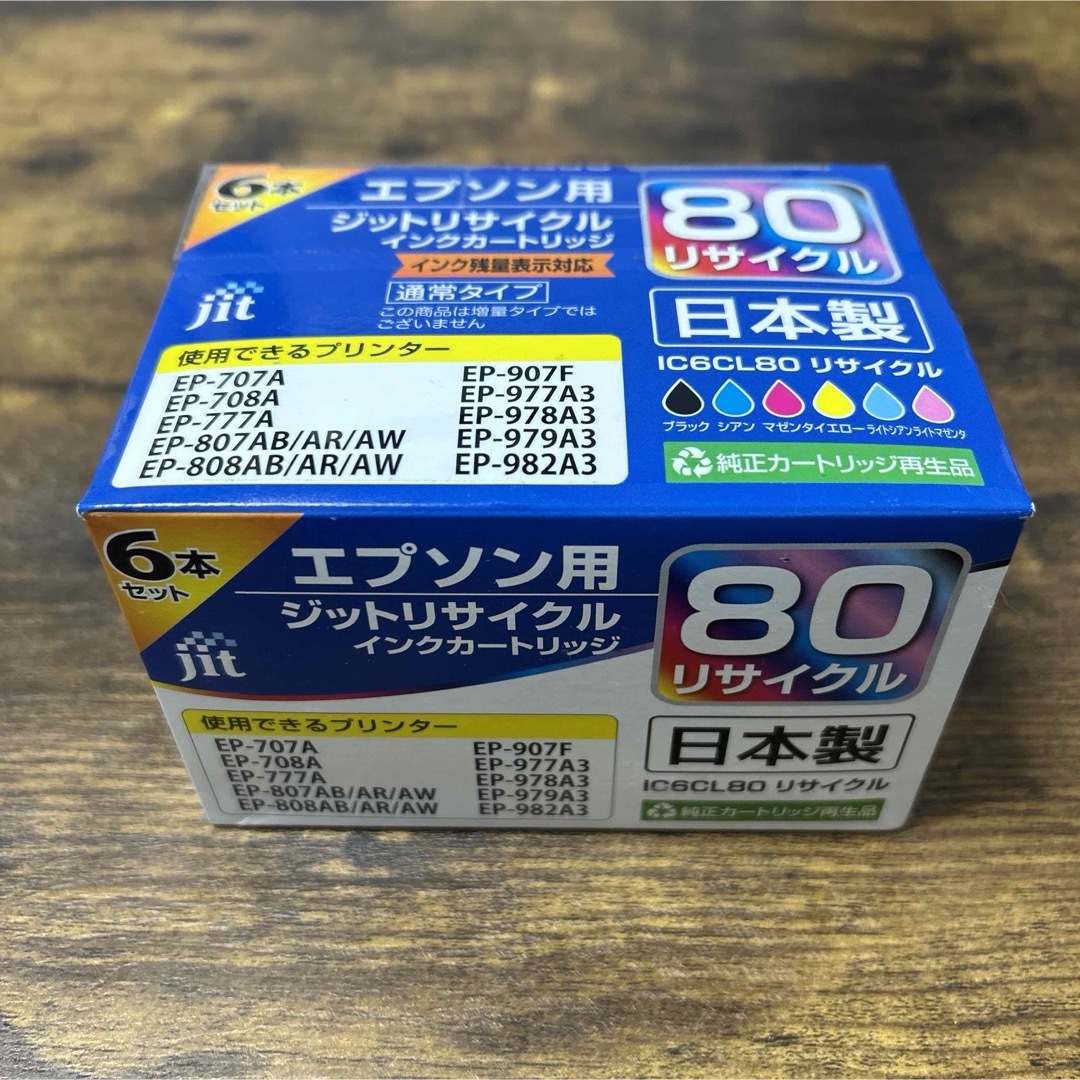 6本
セット
エプソン用
ジットリサイクル
インクカートリッジ
インク残量表示対応
通常タイプ
この商品は増量タイプでは
ございません
jit
80
リサイクル
日本製
IC6CL80 リサイクル
ブラック シアン マゼンタ イエロー ライトシアン ライトマゼンタ
純正カートリッジ再生品
使用できるプリンター
EP-707A
EP-708A
EP-777A
EP-807AB/AR/AW
EP-808AB/AR/AW
EP-907F
EP-977A3
EP-978A3
EP-979A3
EP-982A3
6本
セット
エプソン用
ジットリサイクル
インクカートリッジ
jit
80
リサイクル
日本製
IC6CL80 リサイクル
純正カートリッジ再生品
使用できるプリンター
EP-707A
EP-708A
EP-777A
EP-807AB/AR/AW
EP-808AB/AR/AW
EP-907F
EP-977A3
EP-978A3
EP-979A3
EP-982A3